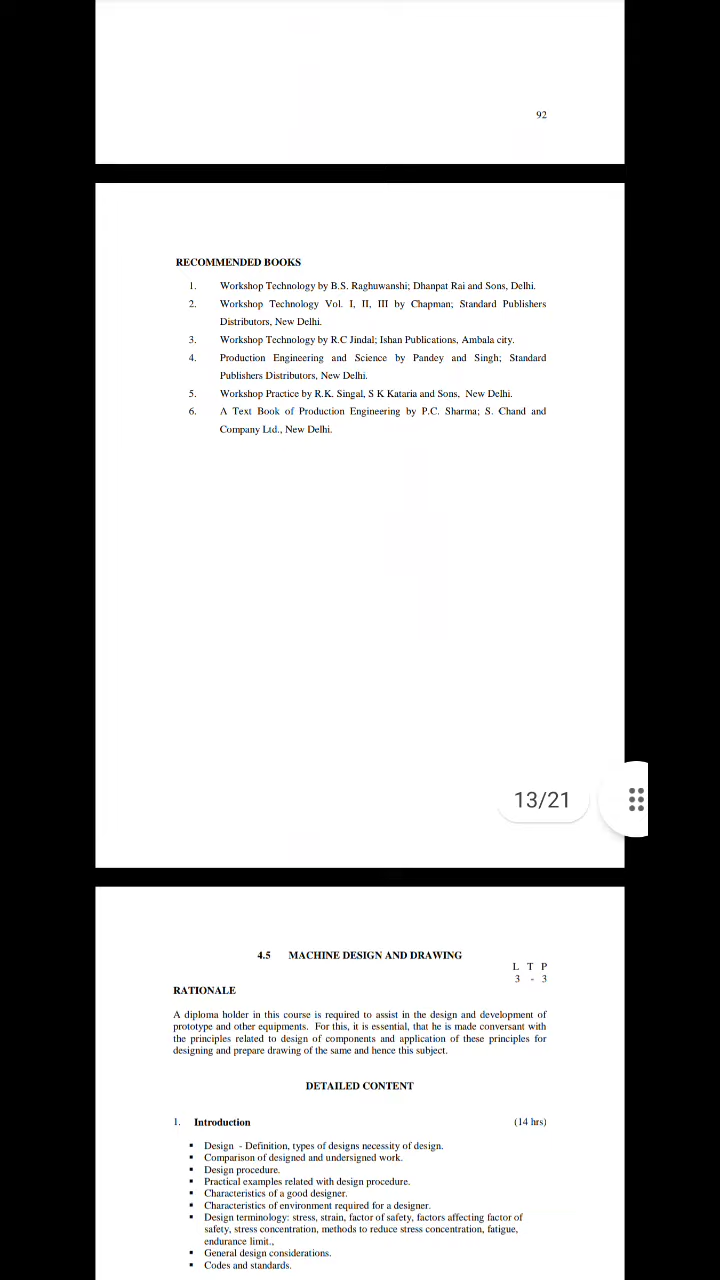 92
RECOMMENDED BOOKS
1. Workshop Technology by B.S. Raghuwanshi; Dhanpat Rai and Sons, Delhi.
2. Workshop Technology Vol. I, II, III by Chapman; Standard Publishers
Distributors, New Delhi.
3. Workshop Technology by R.C Jindal; Ishan Publications, Ambala city.
4. Production Engineering and Science by Pandey and Singh; Standard
Publishers Distributors, New Delhi.
5. Workshop Practice by R.K. Singal, S K Kataria and Sons, New Delhi.
6. A Text Book of Production Engineering by P.C. Sharma; S. Chand and
Company Ltd., New Delhi.
13/21
4.5 MACHINE DESIGN AND DRAWING
L T P
3 - 3
RATIONALE
A diploma holder in this course is required to assist in the design and development of
prototype and other equipments. For this, it is essential, that he is made conversant with
the principles related to design of components and application of these principles for
designing and prepare drawing of the same and hence this subject.
DETAILED CONTENT
1. Introduction (14 hrs)
▪ Design - Definition, types of designs necessity of design.
▪ Comparison of designed and undersigned work.
▪ Design procedure.
▪ Practical examples related with design procedure.
▪ Characteristics of a good designer.
▪ Characteristics of environment required for a designer.
▪ Design terminology: stress, strain, factor of safety, factors affecting factor of
safety, stress concentration, methods to reduce stress concentration, fatigue,
endurance limit.,
▪ General design considerations.
▪ Codes and standards.